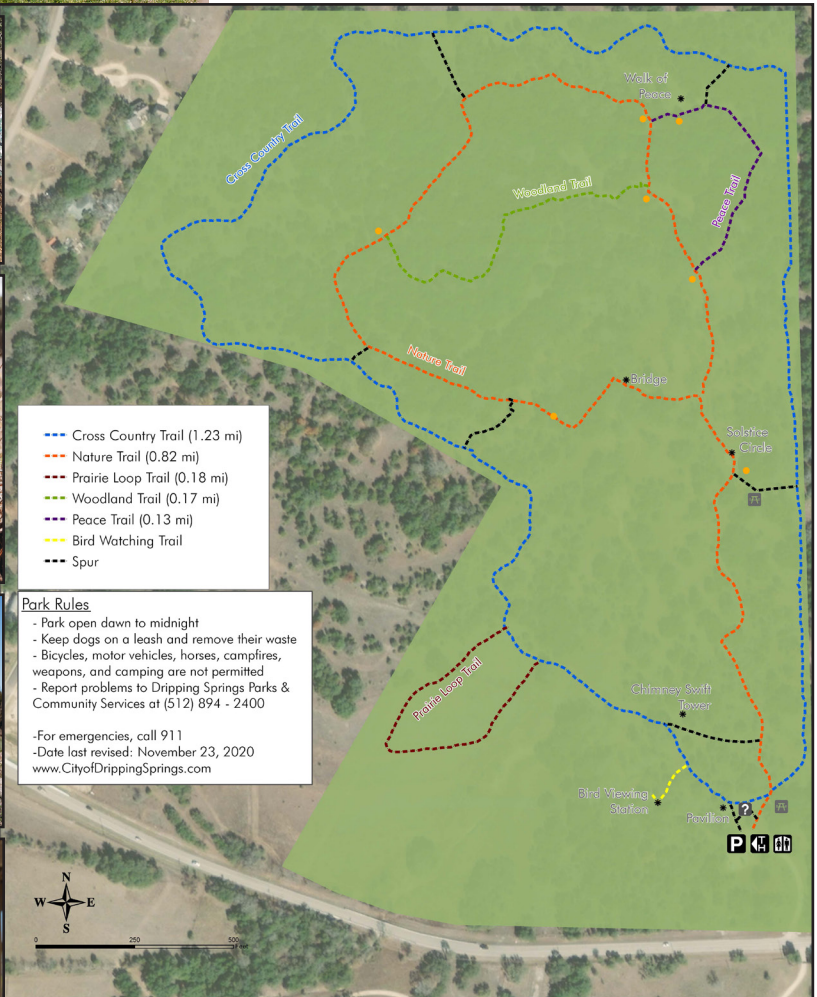 Walk of
Peace
Cross Country Trail
Woodland Trail
Peace Trail
Nature Trail
Bridge
Solstice
Circle
Cross Country Trail (1.23 mi)
Nature Trail (0.82 mi)
Prairie Loop Trail (0.18 mi)
Woodland Trail (0.17 mi)
Peace Trail (0.13 mi)
Bird Watching Trail
Spur
Park Rules
- Park open dawn to midnight
- Keep dogs on a leash and remove their waste
- Bicycles, motor vehicles, horses, campfires,
weapons, and camping are not permitted
- Report problems to Dripping Springs Parks &
Community Services at (512) 894 - 2400
-For emergencies, call 911
-Date last revised: November 23, 2020
www.CityofDrippingSprings.com
Prairie Loop Trail
Chimney Swift
Tower
Bird Viewing
Station
Pavilion
?
P
TH
N
W
E
S
0
250
500